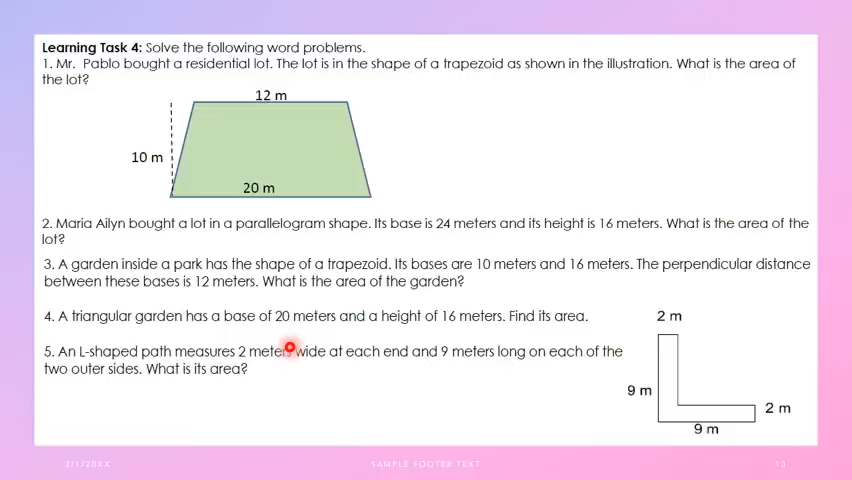 Learning Task 4: Solve the following word problems.
1. Mr. Pablo bought a residential lot. The lot is in the shape of a trapezoid as shown in the illustration. What is the area of
the lot?
12 m
10 m
20 m
2. Maria Ailyn bought a lot in a parallelogram shape. Its base is 24 meters and its height is 16 meters. What is the area of the
lot?
3. A garden inside a park has the shape of a trapezoid. Its bases are 10 meters and 16 meters. The perpendicular distance
between these bases is 12 meters. What is the area of the garden?
4. A triangular garden has a base of 20 meters and a height of 16 meters. Find its area.
5. An L-shaped path measures 2 meters wide at each end and 9 meters long on each of the
two outer sides. What is its area?
2 m
9 m
2 m
9 m
3/1/20XX
SAMPLE FOOTER TEXT
13